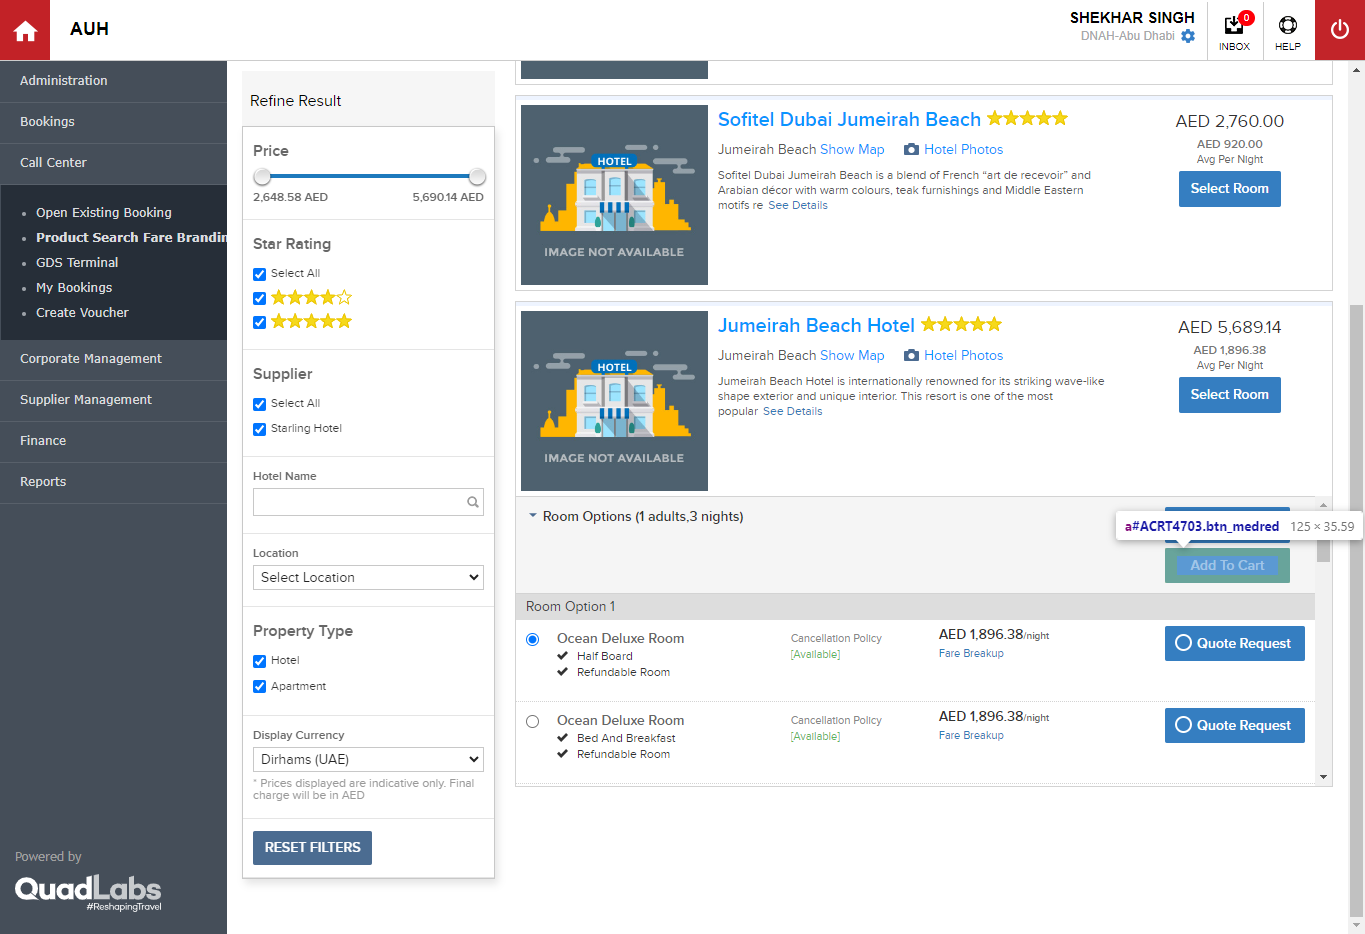 AUH
SHEKHAR SINGH
DNAH-Abu Dhabi
0
INBOX
HELP
Administration
Bookings
Call Center
Open Existing Booking
Product Search Fare Brandin
GDS Terminal
My Bookings
Create Voucher
Corporate Management
Supplier Management
Finance
Reports
Powered by
QuadLabs
#ReshapingTravel
Refine Result
Price
2,648.58 AED
5,690.14 AED
Star Rating
Select All
Supplier
Select All
Starling Hotel
Hotel Name
Location
Select Location
Property Type
Hotel
Apartment
Display Currency
Dirhams (UAE)
* Prices displayed are indicative only. Final
charge will be in AED
RESET FILTERS
HOTEL
IMAGE NOT AVAILABLE
Sofitel Dubai Jumeirah Beach
Jumeirah Beach Show Map Hotel Photos
Sofitel Dubai Jumeirah Beach is a blend of French “art de recevoir” and
Arabian décor with warm colours, teak furnishings and Middle Eastern
motifs re See Details
AED 2,760.00
AED 920.00
Avg Per Night
Select Room
HOTEL
IMAGE NOT AVAILABLE
Jumeirah Beach Hotel
Jumeirah Beach Show Map Hotel Photos
Jumeirah Beach Hotel is internationally renowned for its striking wave-like
shape exterior and unique interior. This resort is one of the most
popular See Details
AED 5,689.14
AED 1,896.38
Avg Per Night
Select Room
Room Options (1 adults,3 nights)
a#ACRT4703.btn_medred 125 × 35.59
Add To Cart
Room Option 1
Ocean Deluxe Room
Half Board
Refundable Room
Cancellation Policy
[Available]
AED 1,896.38/night
Fare Breakup
Quote Request
Ocean Deluxe Room
Bed And Breakfast
Refundable Room
Cancellation Policy
[Available]
AED 1,896.38/night
Fare Breakup
Quote Request